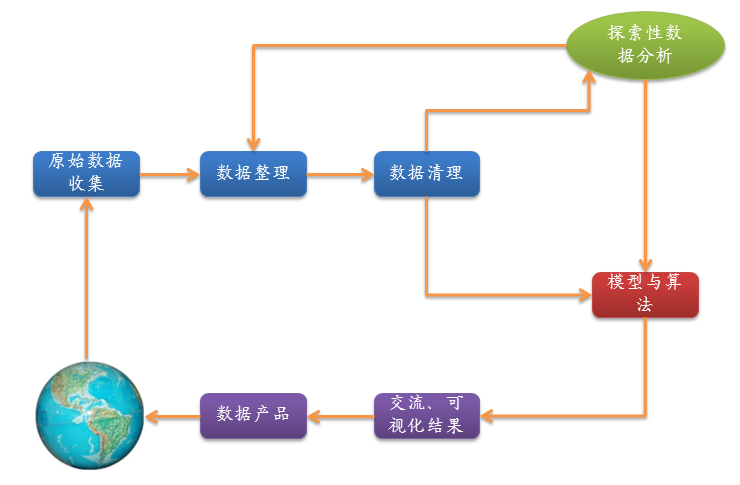 探索性数
据分析
原始数据
收集
数据整理
数据清理
模型与算
法
数据产品
交流、可
视化结果